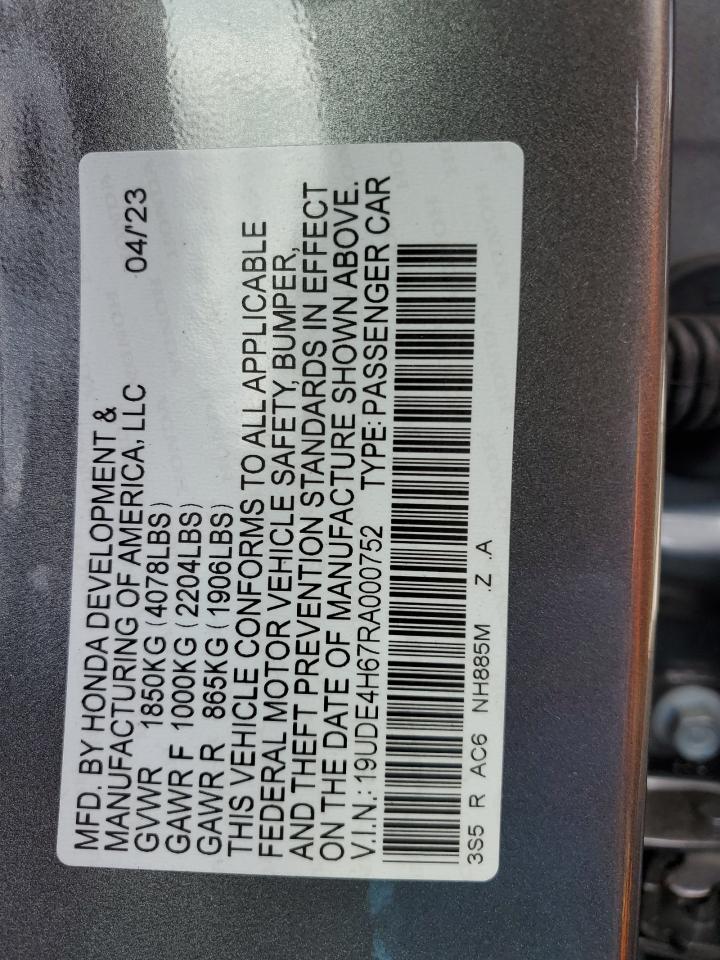 MFD. BY HONDA DEVELOPMENT &
MANUFACTURING OF AMERICA, LLC 04/'23
GVWR 1850KG (4078LBS)
GAWR F 1000KG (2204LBS)
GAWR R 865KG (1906LBS)
THIS VEHICLE CONFORMS TO ALL APPLICABLE
FEDERAL MOTOR VEHICLE SAFETY, BUMPER,
AND THEFT PREVENTION STANDARDS IN EFFECT
ON THE DATE OF MANUFACTURE SHOWN ABOVE.
V.I.N.: 19UDE4H67RA000752 TYPE: PASSENGER CAR
3S5 R AC6 NH885M .Z .A